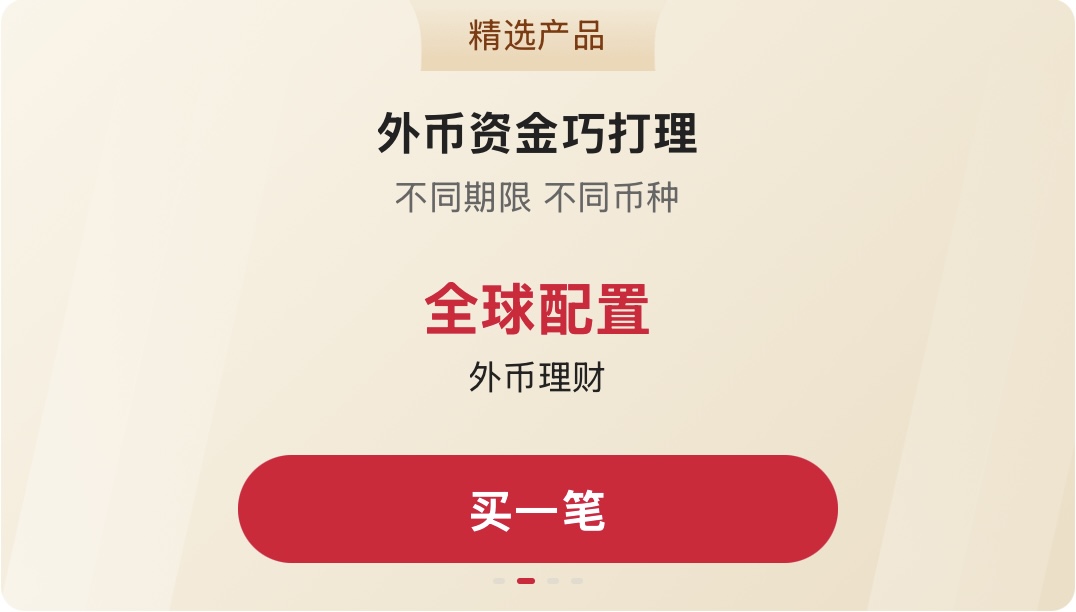 精选产品
外币资金巧打理
不同期限 不同币种
全球配置
外币理财
买一笔